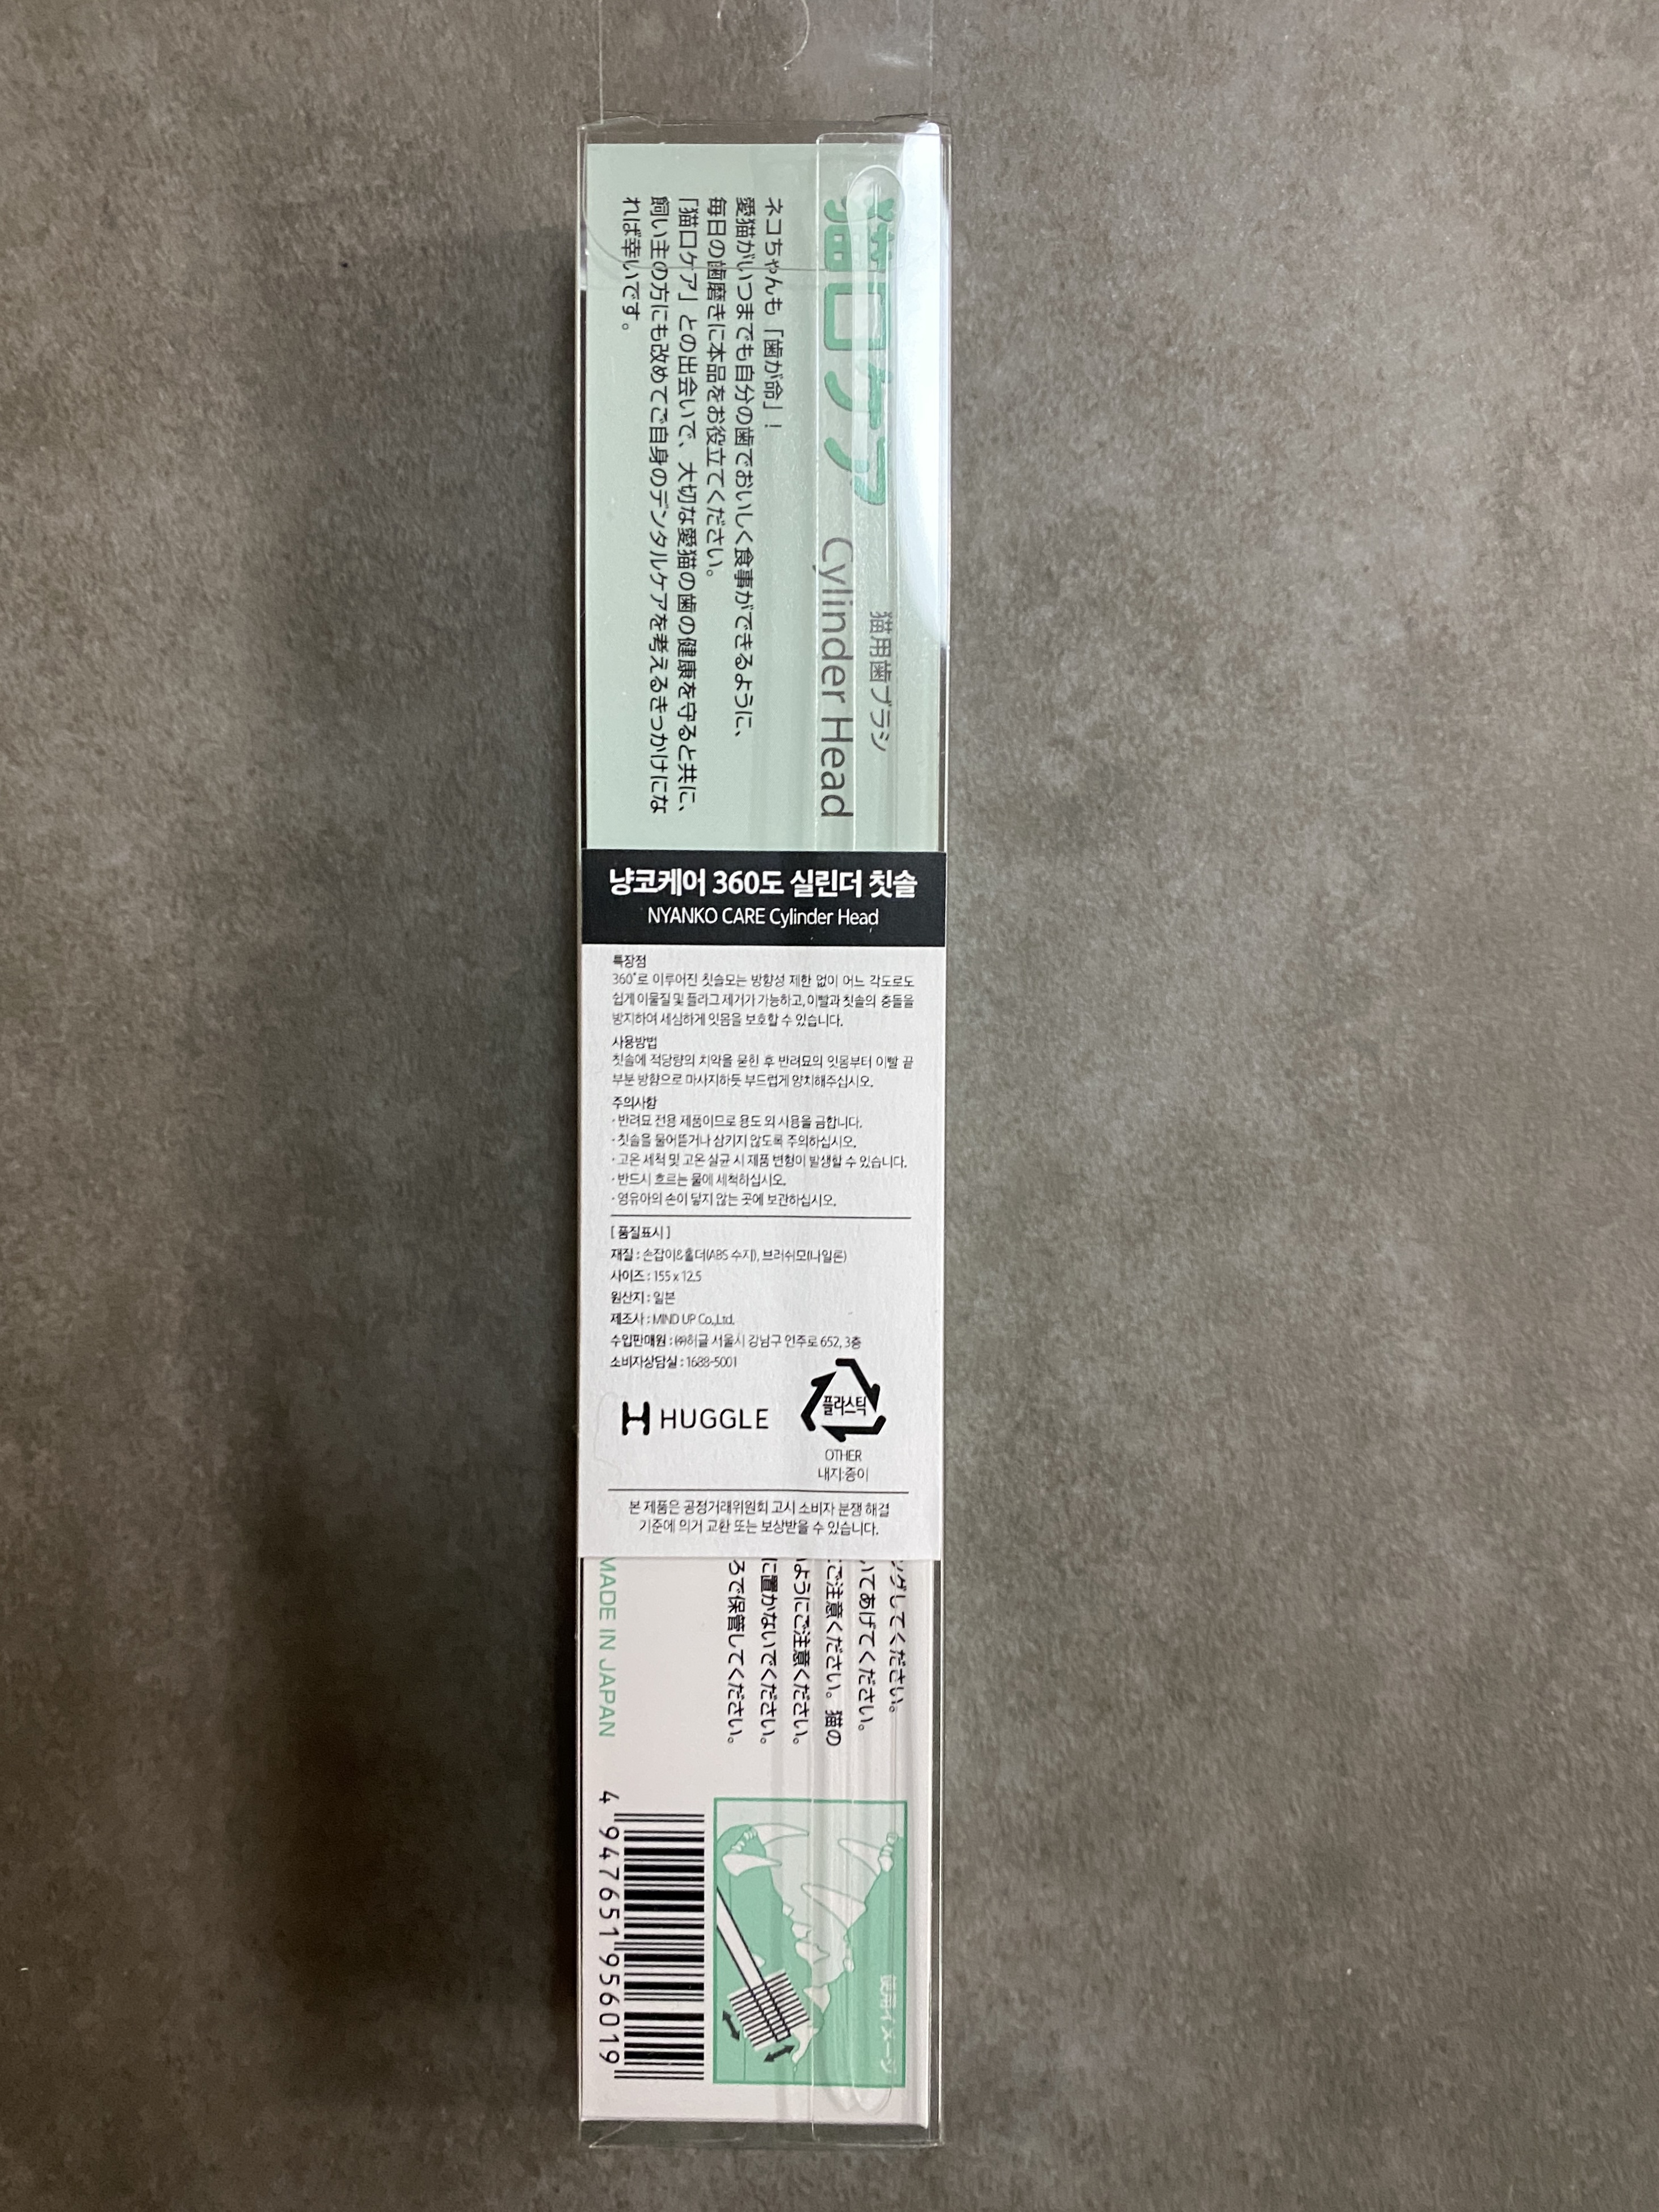 猫口ケア
猫用歯ブラシ
Cylinder Head
ネコちゃんも「歯が命」!
愛猫がいつまでも自分の歯でおいしく食事ができるように、
毎日の歯磨きに本品をお役立てください。
「猫口ケア」との出会いで、大切な愛猫の歯の健康を守ると共に、
飼い主の方にも改めてご自身のデンタルケアを考えるきっかけにな
れば幸いです。
냥코케어 360도 실린더 칫솔
NYANKO CARE Cylinder Head
특장점
360˚로 이루어진 칫솔모는 방향성 제한 없이 어느 각도로도
쉽게 이물질 및 플라그 제거가 가능하고, 이빨과 칫솔의 충돌을
방지하여 세심하게 잇몸을 보호할 수 있습니다.
사용방법
칫솔에 적당량의 치약을 묻힌 후 반려묘의 잇몸부터 이빨 끝
부분 방향으로 마사지하듯 부드럽게 양치해주십시오.
주의사항
· 반려묘 전용 제품이므로 용도 외 사용을 금합니다.
· 칫솔을 물어뜯거나 삼키지 않도록 주의하십시오.
· 고온 세척 및 고온 살균 시 제품 변형이 발생할 수 있습니다.
· 반드시 흐르는 물에 세척하십시오.
· 영유아의 손이 닿지 않는 곳에 보관하십시오.
[ 품질표시 ]
재질 : 손잡이&홀더(ABS 수지), 브러쉬모(나일론)
사이즈 : 155 x 12.5
원산지 : 일본
제조사 : MIND UP Co.,Ltd.
수입판매원 : ㈜허글 서울시 강남구 언주로 652, 3층
소비자상담실 : 1688-5001
HUGGLE
플라스틱
OTHER
내지:종이
본 제품은 공정거래위원회 고시 소비자 분쟁 해결
기준에 의거 교환 또는 보상받을 수 있습니다.
ングしてください。
いてあげてください。
ご注意ください。猫の
ようにご注意ください。
に置かないでください。
ろで保管してください。
MADE IN JAPAN
使用イメージ
4 947651 956019